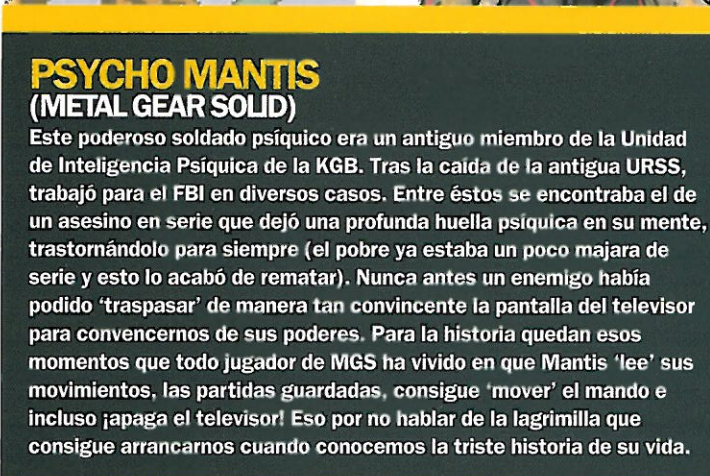 PSYCHO MANTIS
(METAL GEAR SOLID)
Este poderoso soldado psíquico era un antiguo miembro de la Unidad
de Inteligencia Psíquica de la KGB. Tras la caída de la antigua URSS,
trabajó para el FBI en diversos casos. Entre éstos se encontraba el de
un asesino en serie que dejó una profunda huella psíquica en su mente,
trastornándolo para siempre (el pobre ya estaba un poco majara de
serie y esto lo acabó de rematar). Nunca antes un enemigo había
podido ‘traspasar’ de manera tan convincente la pantalla del televisor
para convencernos de sus poderes. Para la historia quedan esos
momentos que todo jugador de MGS ha vivido en que Mantis ‘lee’ sus
movimientos, las partidas guardadas, consigue ‘mover’ el mando e
incluso ¡apaga el televisor! Eso por no hablar de la lagrimilla que
consigue arrancarnos cuando conocemos la triste historia de su vida.